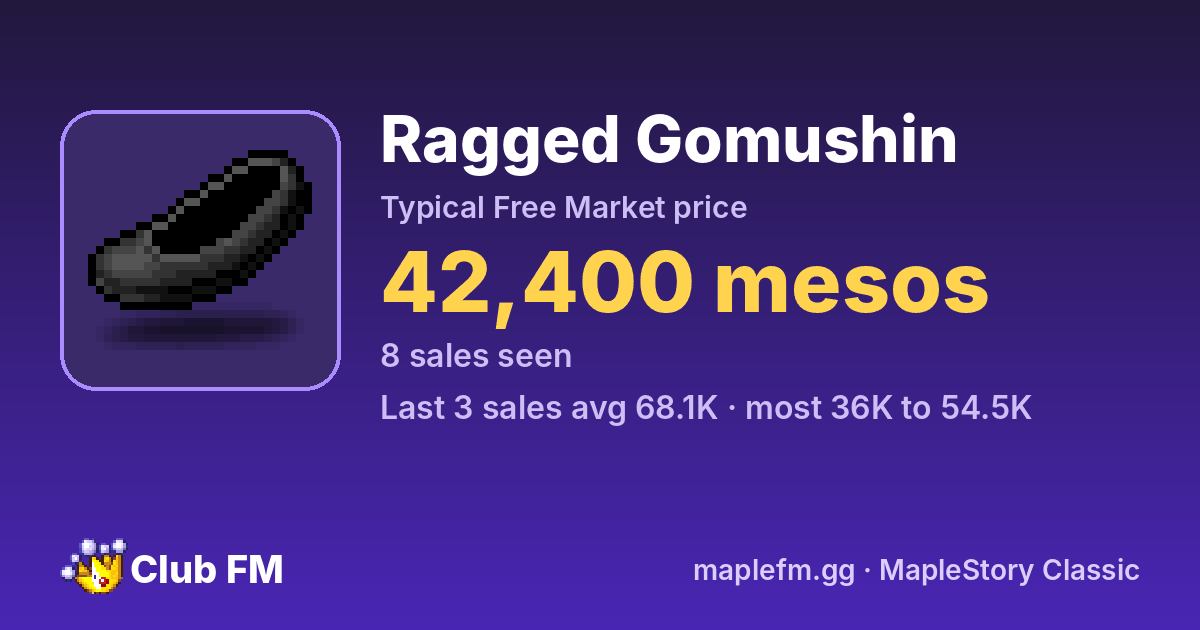 Ragged Gomushin
Typical Free Market price
42,400 mesos
8 sales seen
Last 3 sales avg 68.1K · most 36K to 54.5K
Club FM
maplefm.gg · MapleStory Classic